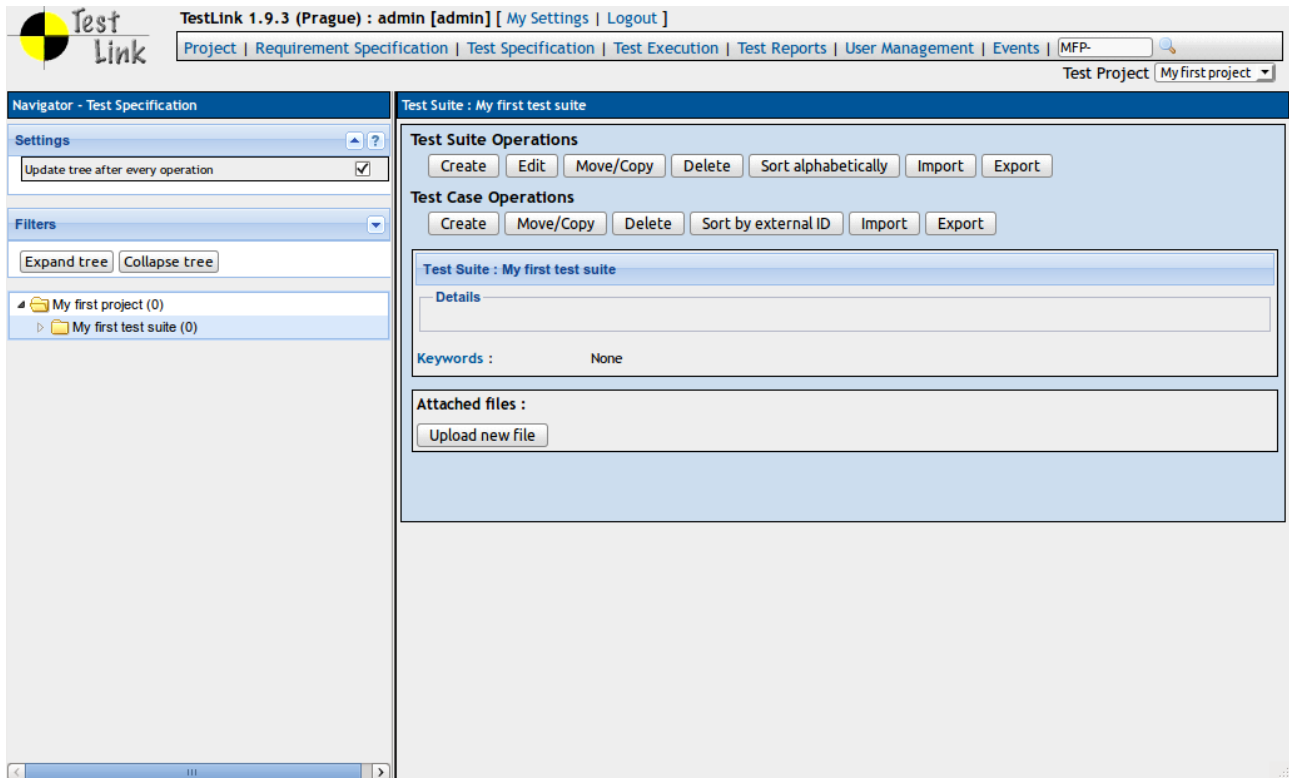 Test
Link
TestLink 1.9.3 (Prague) : admin [admin] [ My Settings | Logout ]
Project | Requirement Specification | Test Specification | Test Execution | Test Reports | User Management | Events | MFP-
Test Project My first project
Navigator - Test Specification
Settings ?
Update tree after every operation
Filters
Expand tree Collapse tree
My first project (0)
My first test suite (0)
Test Suite : My first test suite
Test Suite Operations
Create Edit Move/Copy Delete Sort alphabetically Import Export
Test Case Operations
Create Move/Copy Delete Sort by external ID Import Export
Test Suite : My first test suite
Details
Keywords : None
Attached files :
Upload new file